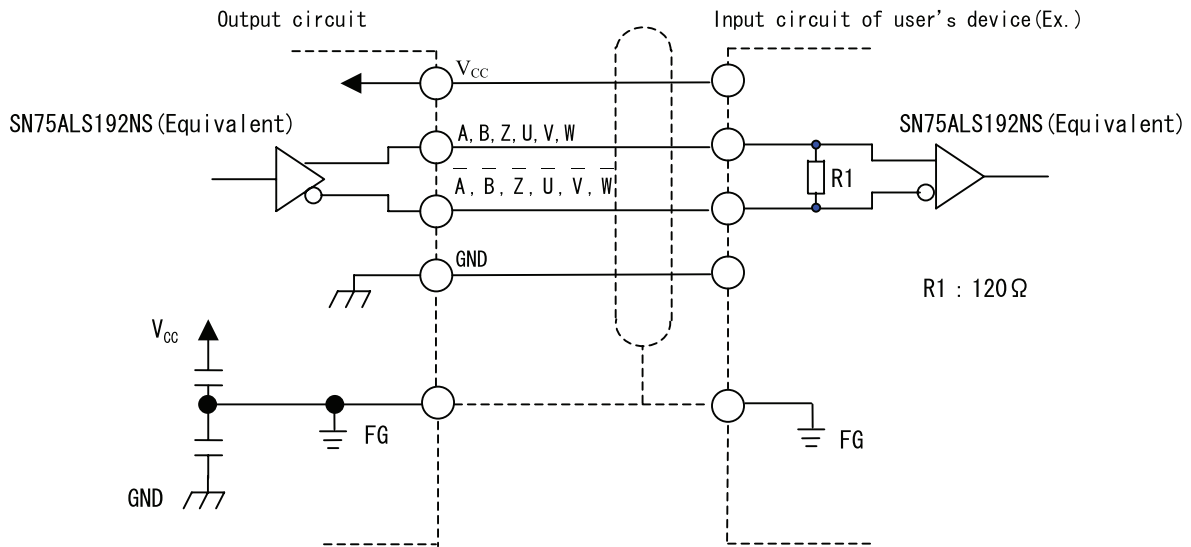 Output circuit
Input circuit of user's device(Ex.)
VCC
SN75ALS192NS(Equivalent)
A, B, Z, U, V, W
SN75ALS192NS(Equivalent)
R1
A̅, B̅, Z̅, U̅, V̅, W̅
GND
R1 : 120Ω
VCC
FG
FG
GND